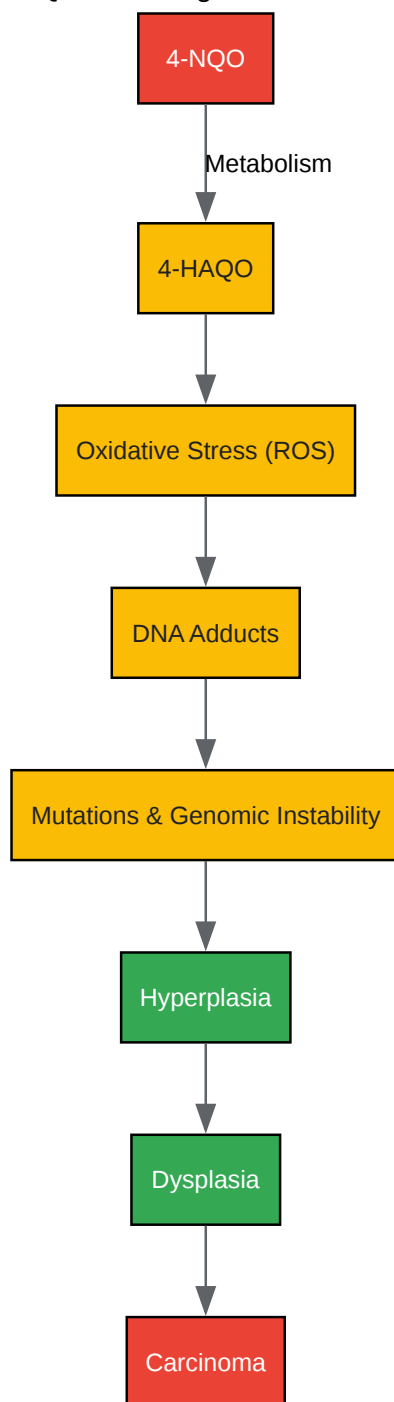 4-NQO
Metabolism
4-HAQO
Oxidative Stress (ROS)
DNA Adducts
Mutations & Genomic Instability
Hyperplasia
Dysplasia
Carcinoma